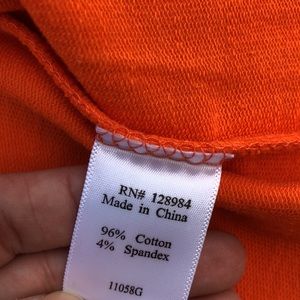 RN# 128984
Made in China
96% Cotton
4% Spandex
11058G